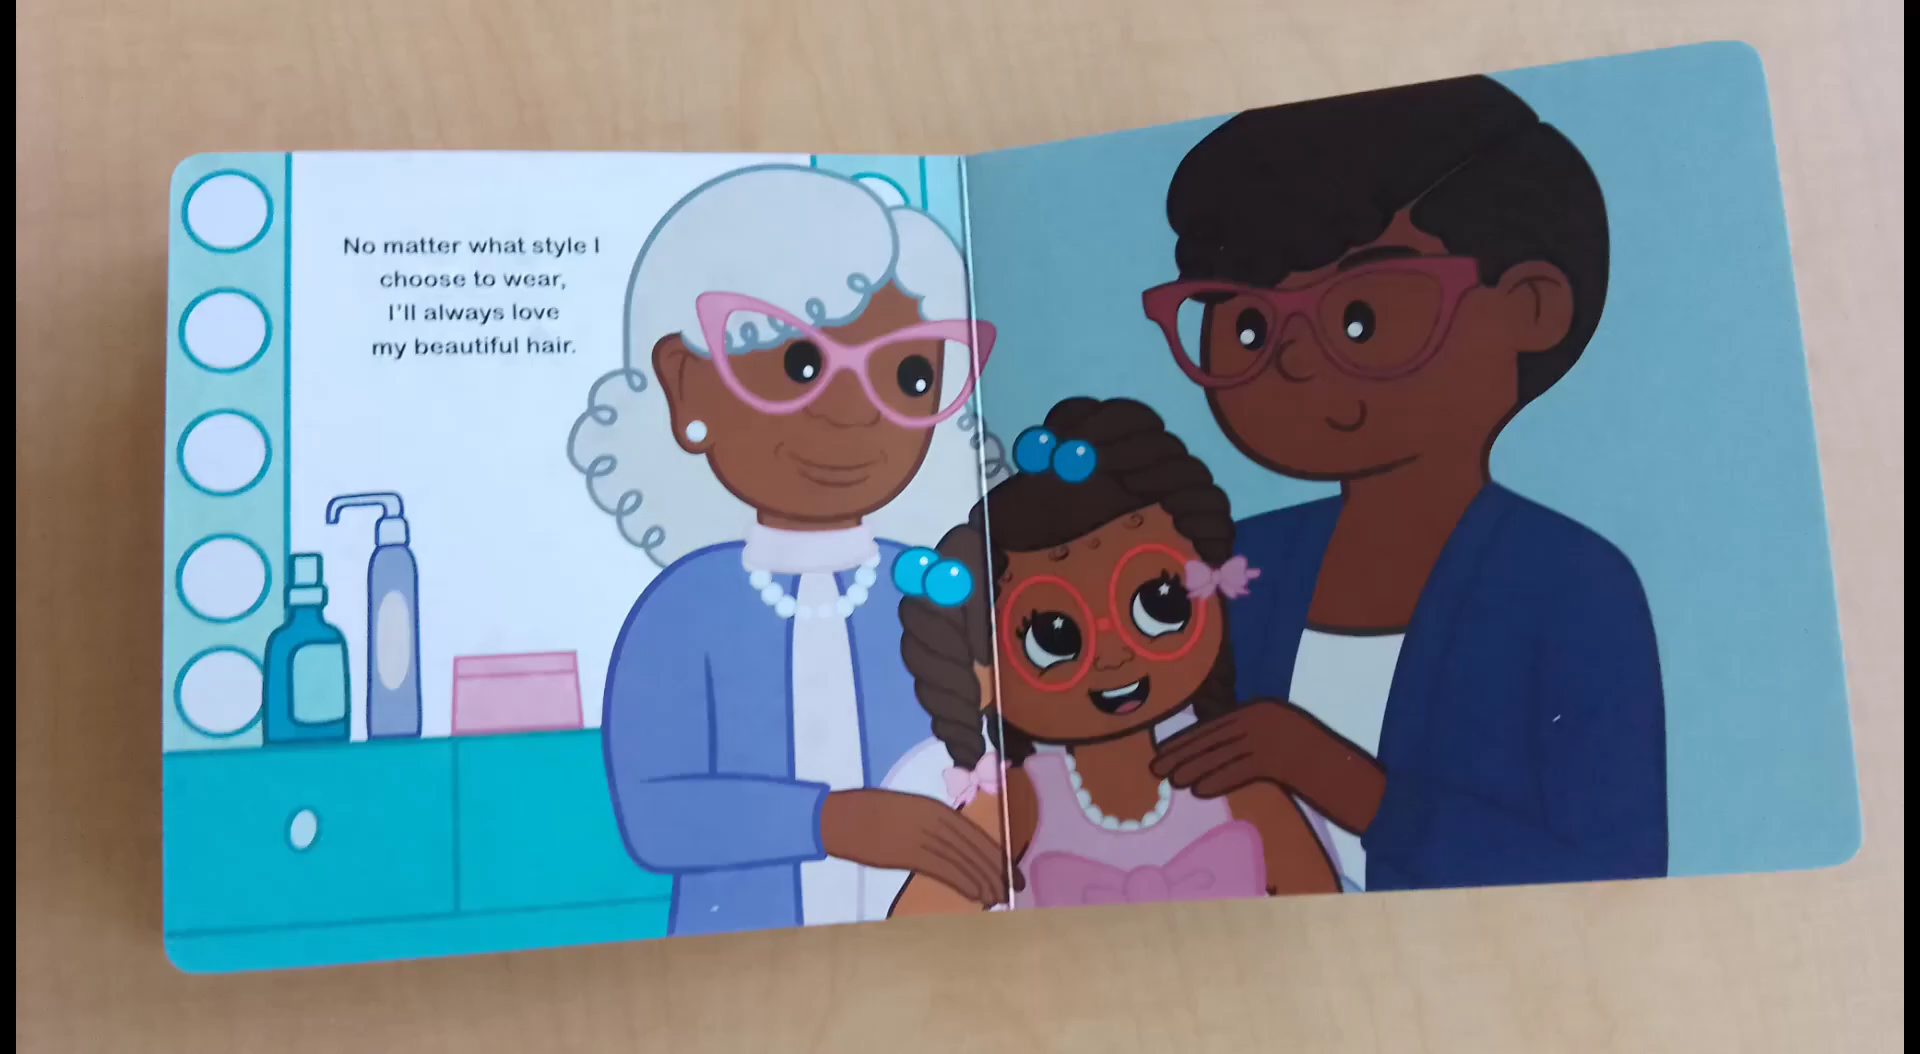 No matter what style I
choose to wear,
I'll always love
my beautiful hair.